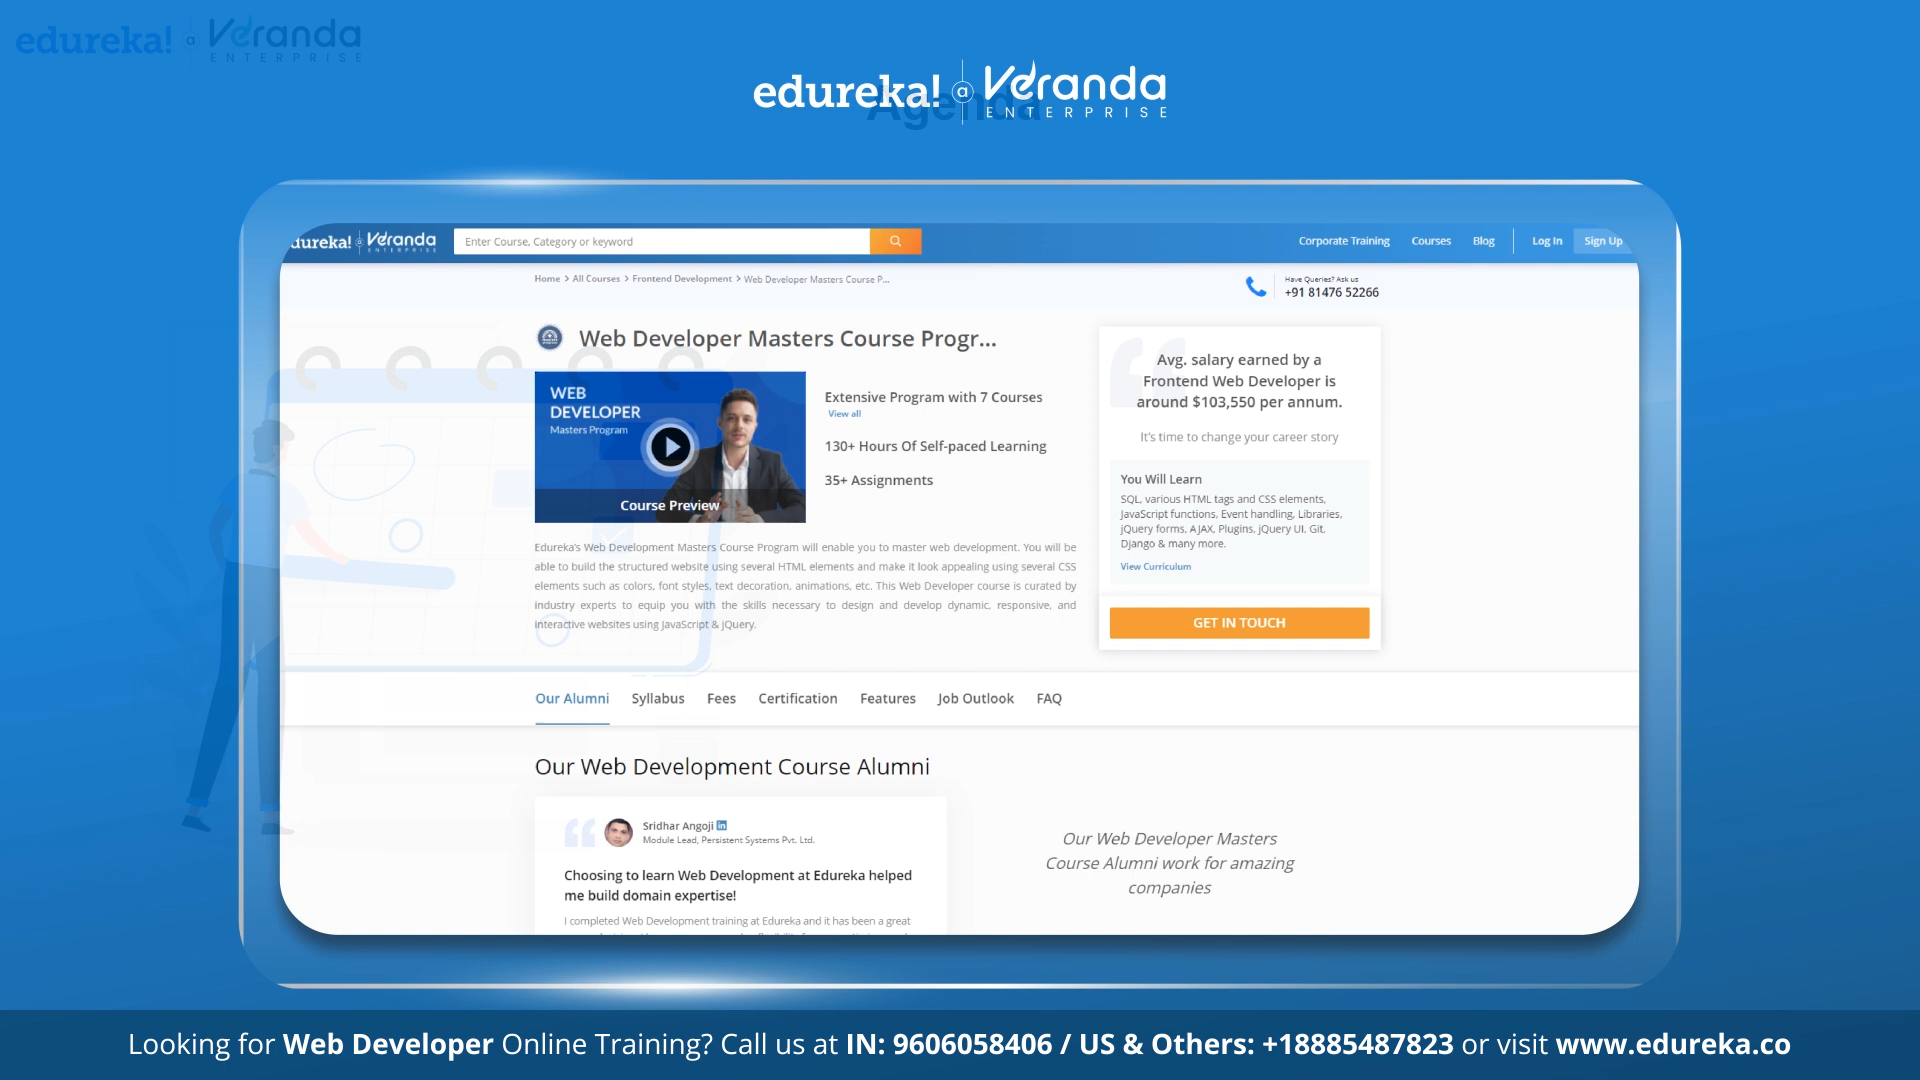 edureka! a Veranda
ENTERPRISE
edureka! a Veranda
ENTERPRISE
Agenda
edureka! a Veranda
ENTERPRISE
Enter Course, Category or keyword
Corporate Training Courses Blog Log In Sign Up
Home > All Courses > Frontend Development > Web Developer Masters Course P...
Have Queries? Ask us
+91 81476 52266
Web Developer Masters Course Progr...
WEB
DEVELOPER
Masters Program
Course Preview
Extensive Program with 7 Courses
View all
130+ Hours Of Self-paced Learning
35+ Assignments
Avg. salary earned by a
Frontend Web Developer is
around $103,550 per annum.
It's time to change your career story
You Will Learn
SQL, various HTML tags and CSS elements,
JavaScript functions, Event handling, Libraries,
jQuery forms, AJAX, Plugins, jQuery UI, Git,
Django & many more.
View Curriculum
GET IN TOUCH
Edureka's Web Development Masters Course Program will enable you to master web development. You will be
able to build the structured website using several HTML elements and make it look appealing using several CSS
elements such as colors, font styles, text decoration, animations, etc. This Web Developer course is curated by
industry experts to equip you with the skills necessary to design and develop dynamic, responsive, and
interactive websites using JavaScript & jQuery.
Our Alumni Syllabus Fees Certification Features Job Outlook FAQ
Our Web Development Course Alumni
Sridhar Angoji in
Module Lead, Persistent Systems Pvt. Ltd.
Choosing to learn Web Development at Edureka helped
me build domain expertise!
I completed Web Development training at Edureka and it has been a great
Our Web Developer Masters
Course Alumni work for amazing
companies
Looking for Web Developer Online Training? Call us at IN: 9606058406 / US & Others: +18885487823 or visit www.edureka.co